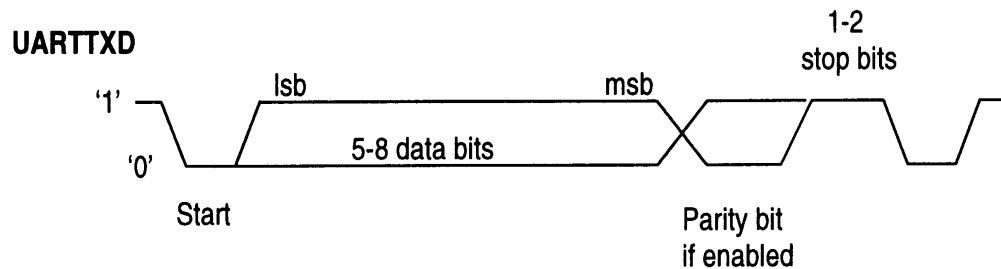 UARTTXD
1-2
stop bits
'1'
lsb
msb
'0'
5-8 data bits
Start
Parity bit
if enabled